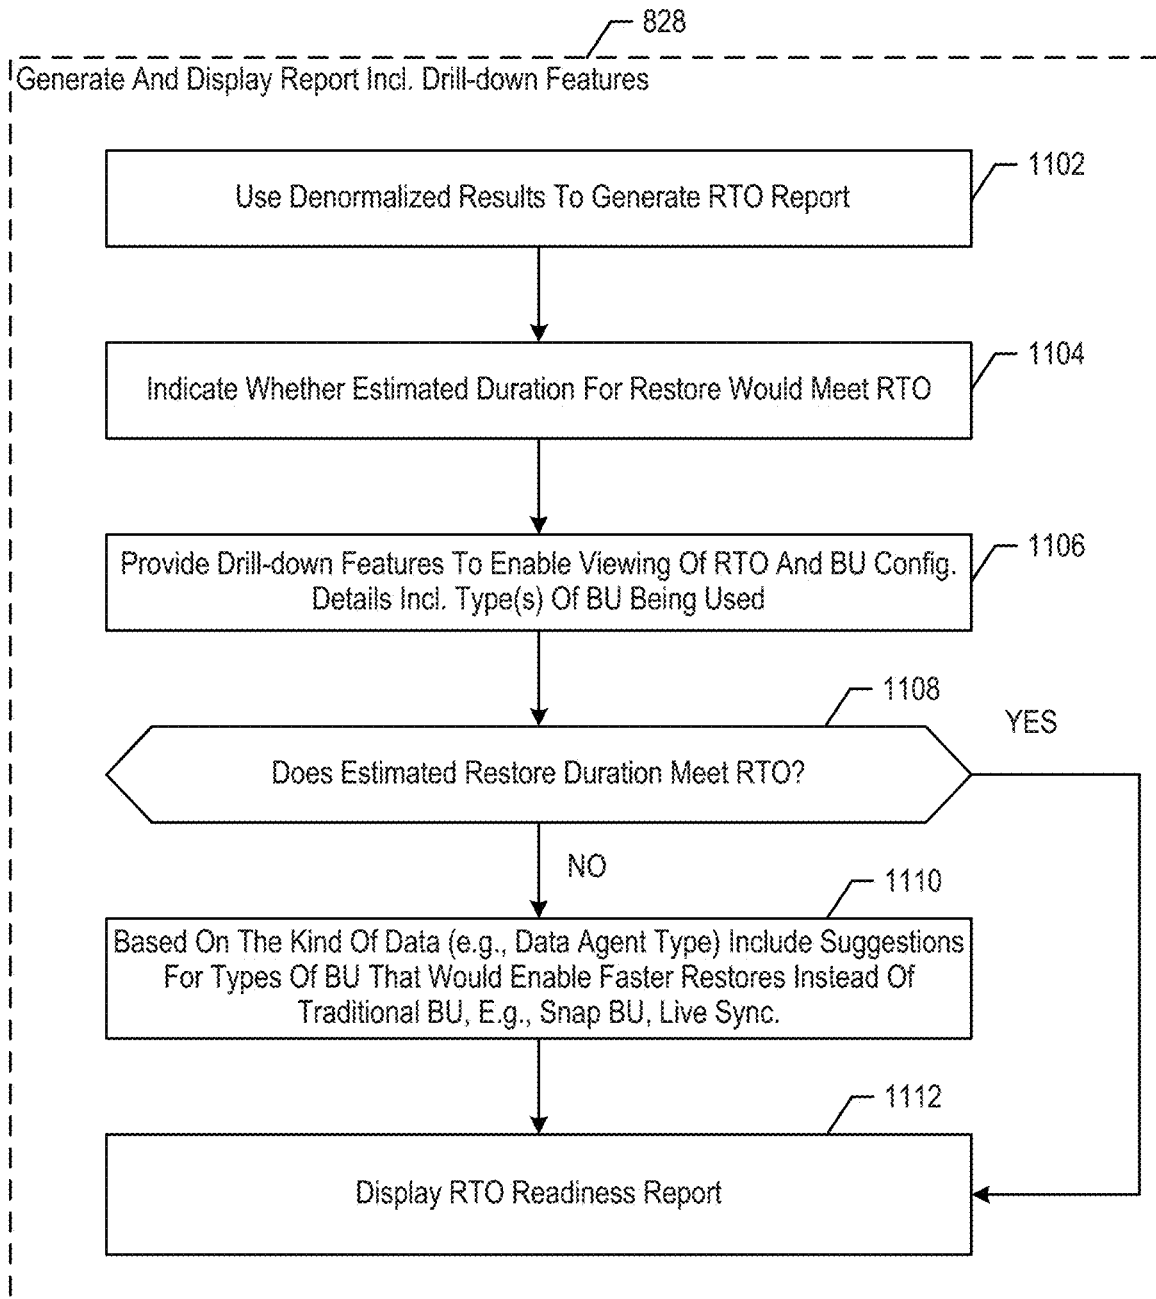 828
Generate And Display Report Incl. Drill-down Features
1102
Use Denormalized Results To Generate RTO Report
1104
Indicate Whether Estimated Duration For Restore Would Meet RTO
1106
Provide Drill-down Features To Enable Viewing Of RTO And BU Config.
Details Incl. Type(s) Of BU Being Used
1108
YES
Does Estimated Restore Duration Meet RTO?
NO
1110
Based On The Kind Of Data (e.g., Data Agent Type) Include Suggestions
For Types Of BU That Would Enable Faster Restores Instead Of
Traditional BU, E.g., Snap BU, Live Sync.
1112
Display RTO Readiness Report